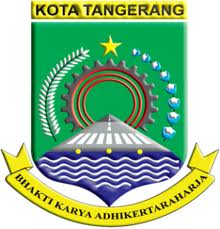 KOTA TANGERANG
BHAKTI KARYA ADHIKERTARAHARJA